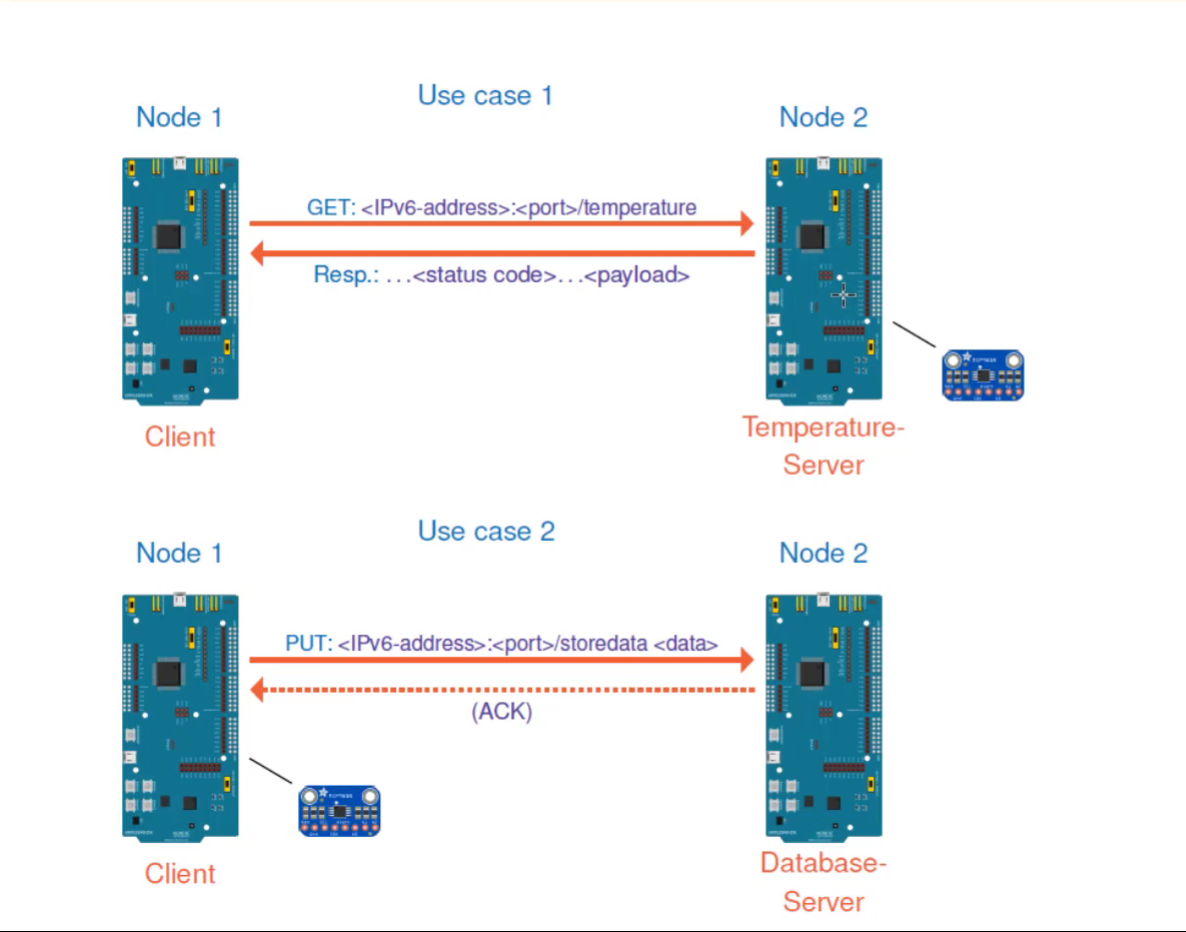 Use case 1
Node 1
Node 2
GET: <IPv6-address>:<port>/temperature
Resp.: ...<status code>...<payload>
Client
Temperature-
Server
Use case 2
Node 1
Node 2
PUT: <IPv6-address>:<port>/storedata <data>
(ACK)
Client
Database-
Server